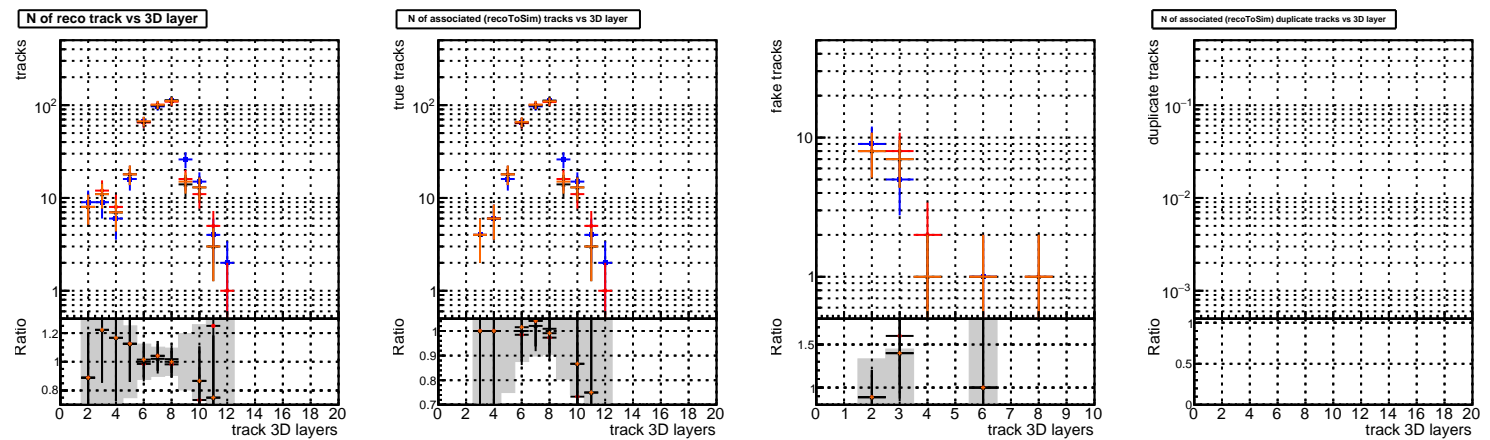 N of reco track vs 3D layer
tracks
10²
10
1
Ratio
1.2
1
0.8
0 2 4 6 8 10 12 14 16 18 20
track 3D layers
N of associated (recoToSim) tracks vs 3D layer
true tracks
10²
10
1
Ratio
1
0.9
0.8
0.7
0 2 4 6 8 10 12 14 16 18 20
track 3D layers
fake tracks
10
1
Ratio
1.5
1
0 1 2 3 4 5 6 7 8 9 10
track 3D layers
N of associated (recoToSim) duplicate tracks vs 3D layer
duplicate tracks
10⁻¹
10⁻²
10⁻³
Ratio
1
0.5
0
0 2 4 6 8 10 12 14 16 18 20
track 3D layers